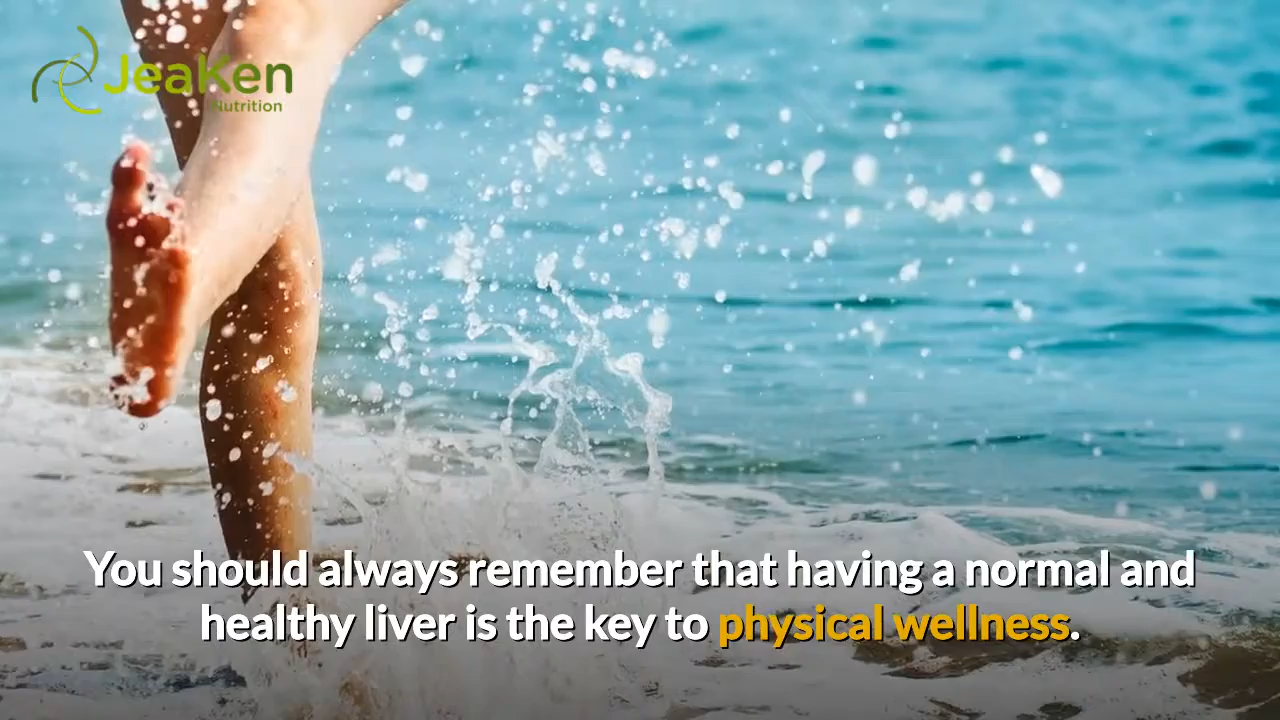 JeaKen
Nutrition
You should always remember that having a normal and
healthy liver is the key to physical wellness.